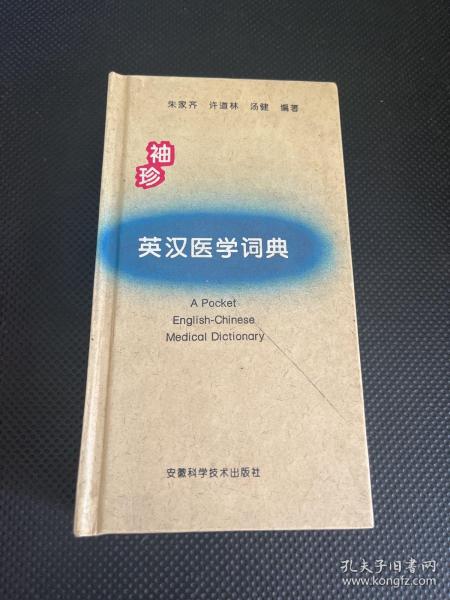 朱家齐 许道林 汤健 编著
袖
珍
英汉医学词典
A Pocket
English-Chinese
Medical Dictionary
安徽科学技术出版社
孔夫子旧书网
www.kongfz.com